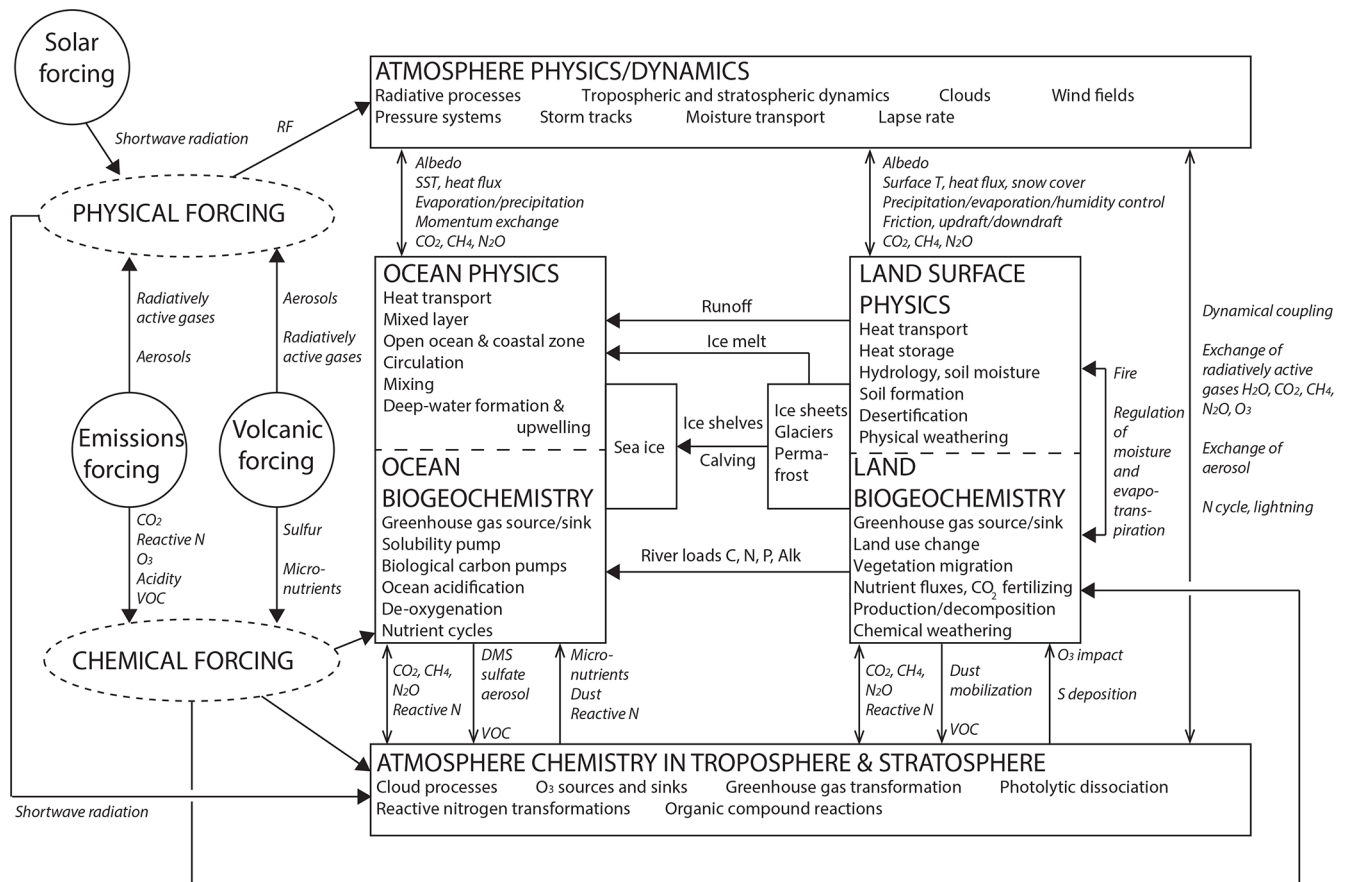 Solar
forcing
Shortwave radiation
RF
PHYSICAL FORCING
ATMOSPHERE PHYSICS/DYNAMICS
Radiative processes Tropospheric and stratospheric dynamics Clouds Wind fields
Pressure systems Storm tracks Moisture transport Lapse rate
Albedo
SST, heat flux
Evaporation/precipitation
Momentum exchange
CO2, CH4, N2O
Albedo
Surface T, heat flux, snow cover
Precipitation/evaporation/humidity control
Friction, updraft/downdraft
CO2, CH4, N2O
Radiatively
active gases
Aerosols
Aerosols
Radiatively
active gases
Emissions
forcing
Volcanic
forcing
CO2
Reactive N
O3
Acidity
VOC
Sulfur
Micro-
nutrients
CHEMICAL FORCING
OCEAN PHYSICS
Heat transport
Mixed layer
Open ocean & coastal zone
Circulation
Mixing
Deep-water formation &
upwelling
OCEAN
BIOGEOCHEMISTRY
Greenhouse gas source/sink
Solubility pump
Biological carbon pumps
Ocean acidification
De-oxygenation
Nutrient cycles
Sea ice
Runoff
Ice melt
Ice shelves
Calving
Ice sheets
Glaciers
Perma-
frost
River loads C, N, P, Alk
LAND SURFACE
PHYSICS
Heat transport
Heat storage
Hydrology, soil moisture
Soil formation
Desertification
Physical weathering
LAND
BIOGEOCHEMISTRY
Greenhouse gas source/sink
Land use change
Vegetation migration
Nutrient fluxes, CO2 fertilizing
Production/decomposition
Chemical weathering
Fire
Regulation
of
moisture
and
evapo-
trans-
piration
Dynamical coupling
Exchange of
radiatively active
gases H2O, CO2, CH4,
N2O, O3
Exchange of
aerosol
N cycle, lightning
CO2, CH4,
N2O
Reactive N
DMS
sulfate
aerosol
VOC
Micro-
nutrients
Dust
Reactive N
CO2, CH4,
N2O
Reactive N
Dust
mobilization
VOC
O3 impact
S deposition
ATMOSPHERE CHEMISTRY IN TROPOSPHERE & STRATOSPHERE
Cloud processes O3 sources and sinks Greenhouse gas transformation Photolytic dissociation
Reactive nitrogen transformations Organic compound reactions
Shortwave radiation